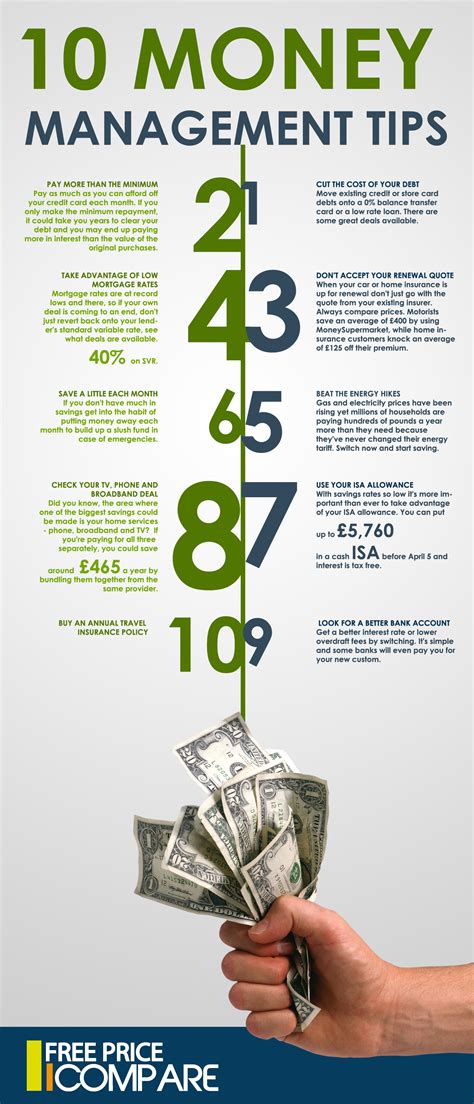 10 MONEY
MANAGEMENT TIPS
1
CUT THE COST OF YOUR DEBT
Move existing credit or store card
debts onto a 0% balance transfer
card or a low rate loan. There are
some great deals available.
2
PAY MORE THAN THE MINIMUM
Pay as much as you can afford off
your credit card each month. If you
only make the minimum repayment,
it could take you years to clear your
debt and you may end up paying
more in interest than the value of the
original purchases.
3
DON'T ACCEPT YOUR RENEWAL QUOTE
When your car or home insurance is
up for renewal don't just go with the
quote from your existing insurer.
Always compare prices. Motorists
save an average of £400 by using
MoneySupermarket, while home in-
surance customers knock an average
of £125 off their premium.
4
TAKE ADVANTAGE OF LOW
MORTGAGE RATES
Mortgage rates are at record
lows and there, so if your own
deal is coming to an end, don't
just revert back onto your lend-
er's standard variable rate, see
what deals are available.
40% on SVR.
5
BEAT THE ENERGY HIKES
Gas and electricity prices have been
rising yet millions of households are
paying hundreds of pounds a year
more than they need because
they've never changed their energy
tariff. Switch now and start saving.
6
SAVE A LITTLE EACH MONTH
If you don't have much in
savings get into the habit of
putting money away each
month to build up a slush fund in
case of emergencies.
7
USE YOUR ISA ALLOWANCE
With savings rates so low it's more im-
portant than ever to take advantage
of your ISA allowance. You can put
up to £5,760
in a cash ISA before April 5 and
interest is tax free.
8
CHECK YOUR TV, PHONE AND
BROADBAND DEAL
Did you know, the area where
one of the biggest savings could
be made is your home services
- phone, broadband and TV? If
you're paying for all three
separately, you could save
around £465 a year by
bundling them together from the
same provider.
9
LOOK FOR A BETTER BANK ACCOUNT
Get a better interest rate or lower
overdraft fees by switching. It's simple
and some banks will even pay you for
your new custom.
10
BUY AN ANNUAL TRAVEL
INSURANCE POLICY
FREE PRICE
COMPARE